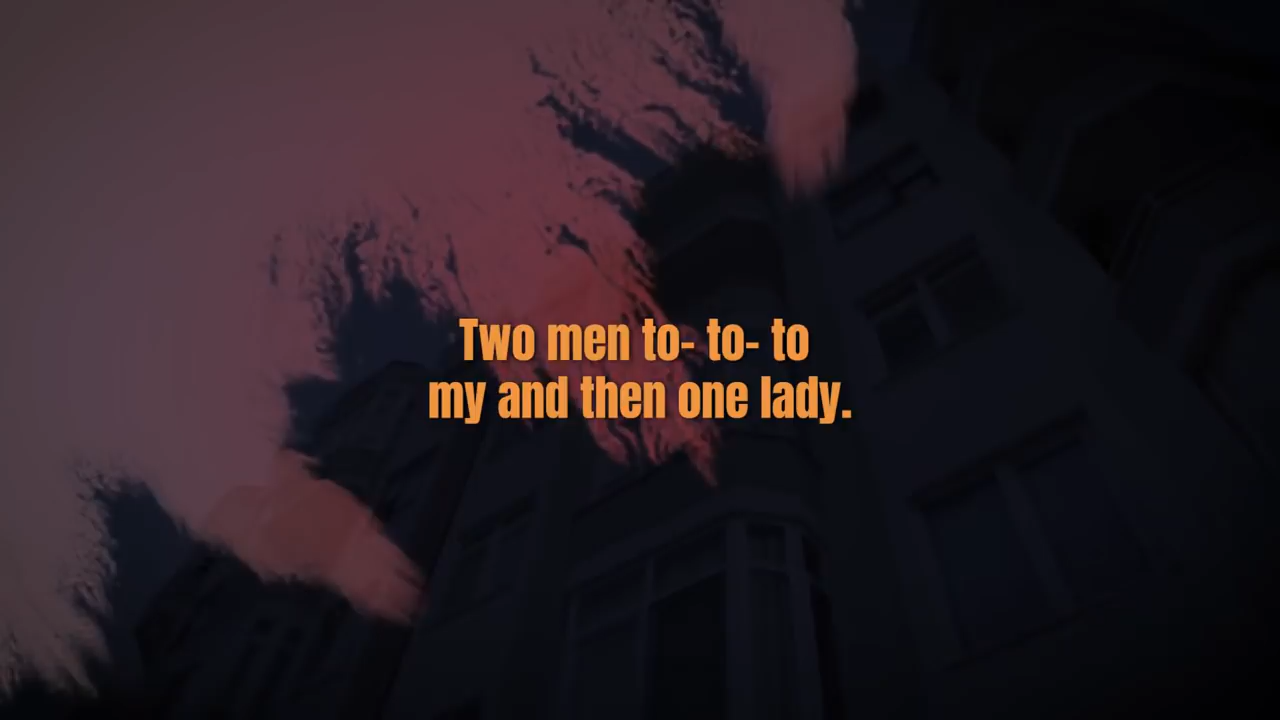 Two men to- to- to
my and then one lady.